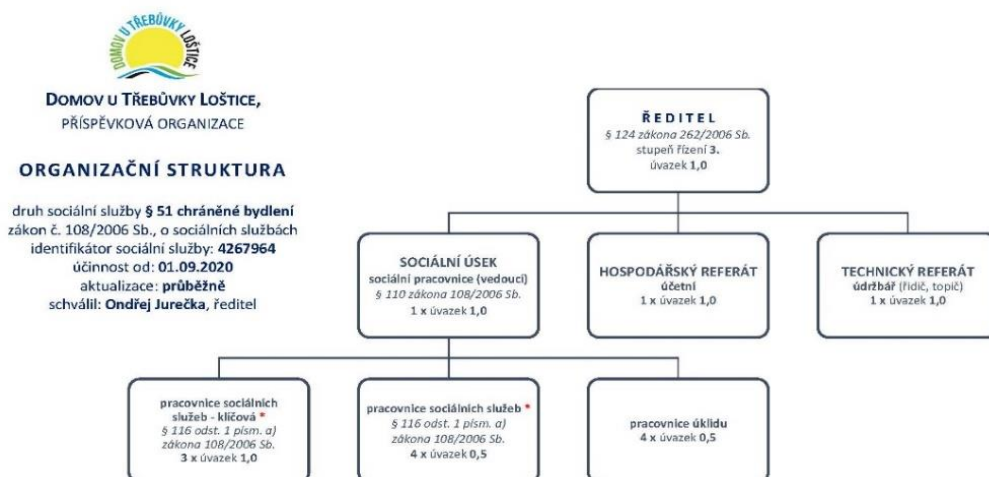 DOMOV U TŘEBŮVKY LOŠTICE
DOMOV U TŘEBŮVKY LOŠTICE,
PŘÍSPĚVKOVÁ ORGANIZACE
ORGANIZAČNÍ STRUKTURA
druh sociální služby § 51 chráněné bydlení
zákon č. 108/2006 Sb., o sociálních službách
identifikátor sociální služby: 4267964
účinnost od: 01.09.2020
aktualizace: průběžně
schválil: Ondřej Jurečka, ředitel
ŘEDITEL
§ 124 zákona 262/2006 Sb.
stupeň řízení 3.
úvazek 1,0
SOCIÁLNÍ ÚSEK
sociální pracovnice (vedoucí)
§ 110 zákona 108/2006 Sb.
1 x úvazek 1,0
HOSPODÁŘSKÝ REFERÁT
účetní
1 x úvazek 1,0
TECHNICKÝ REFERÁT
údržbář (řidič, topič)
1 x úvazek 1,0
pracovnice sociálních
služeb - klíčová *
§ 116 odst. 1 písm. a)
zákona 108/2006 Sb.
3 x úvazek 1,0
pracovnice sociálních služeb *
§ 116 odst. 1 písm. a)
zákona 108/2006 Sb.
4 x úvazek 0,5
pracovnice úklidu
4 x úvazek 0,5